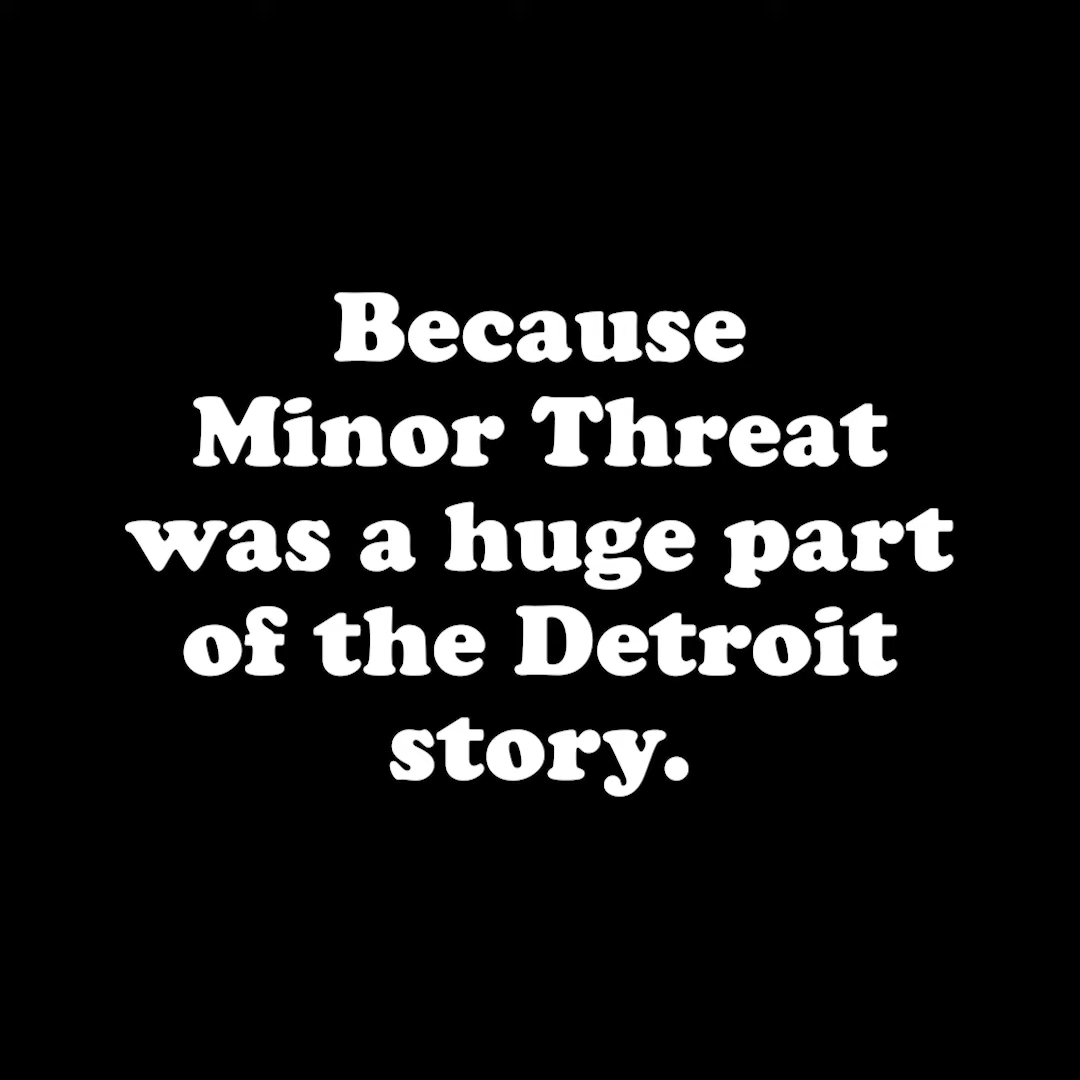 Because
Minor Threat
was a huge part
of the Detroit
story.